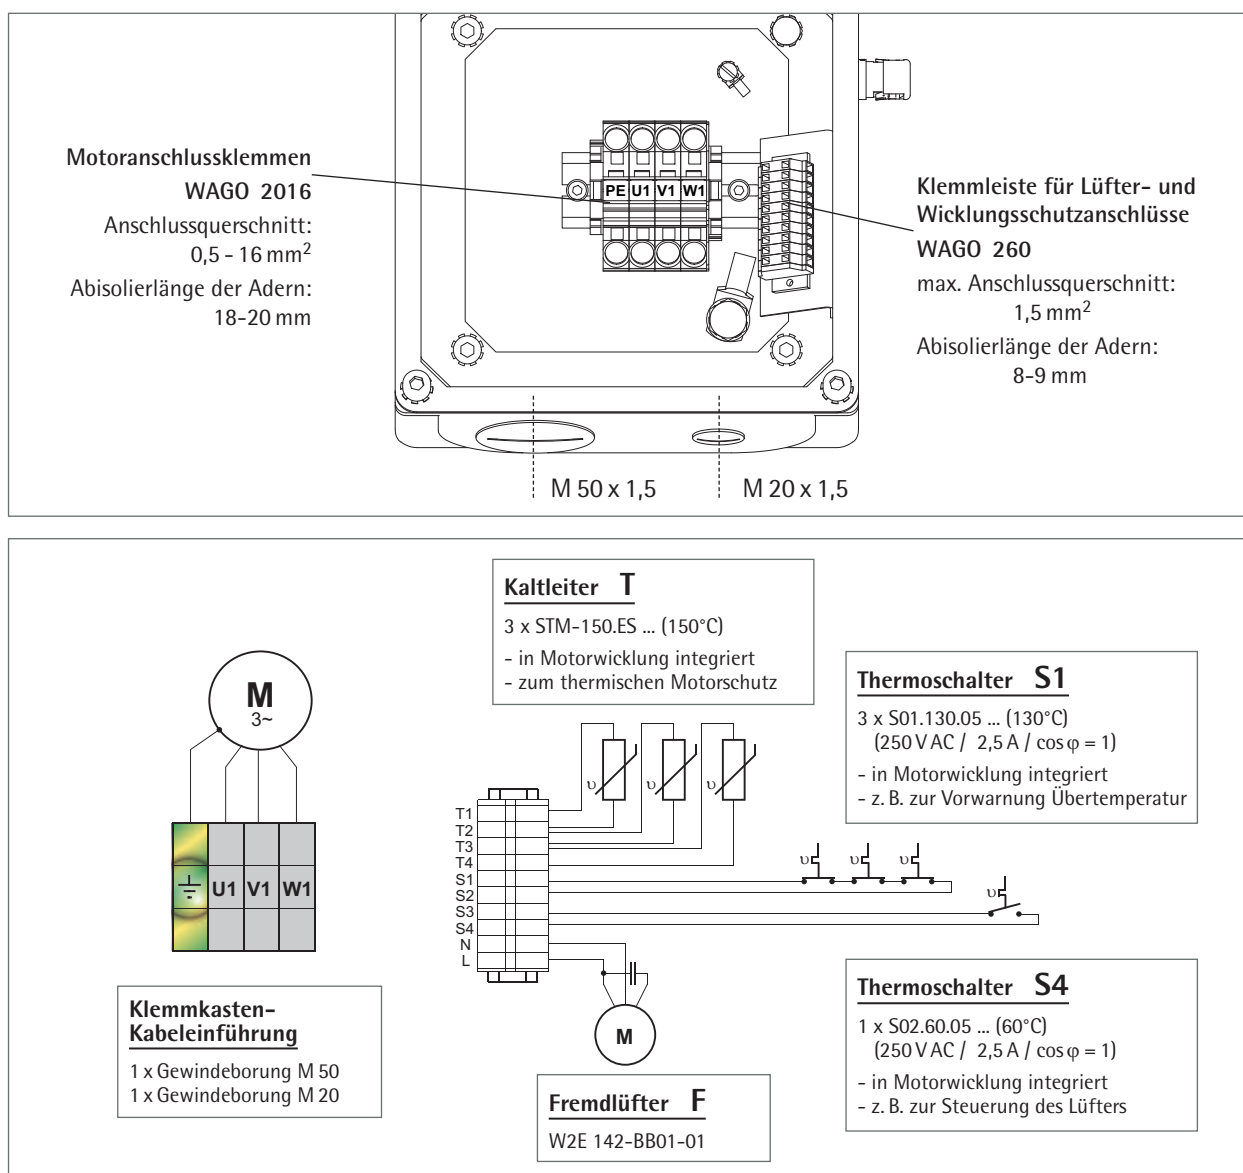 Motoranschlussklemmen
WAGO 2016
Anschlussquerschnitt:
0,5 - 16 mm²
Abisolierlänge der Adern:
18-20 mm
PE U1 V1 W1
Klemmleiste für Lüfter- und
Wicklungsschutzanschlüsse
WAGO 260
max. Anschlussquerschnitt:
1,5 mm²
Abisolierlänge der Adern:
8-9 mm
M 50 x 1,5
M 20 x 1,5
Kaltleiter T
3 x STM-150.ES ... (150°C)
- in Motorwicklung integriert
- zum thermischen Motorschutz
Thermoschalter S1
3 x S01.130.05 ... (130°C)
(250 V AC / 2,5 A / cos φ = 1)
- in Motorwicklung integriert
- z. B. zur Vorwarnung Übertemperatur
M
3~
U1 V1 W1
υ υ υ
T1
T2
T3
T4
S1
S2
S3
S4
N
L
υ υ υ
υ
M
Klemmkasten-
Kabeleinführung
1 x Gewindeborung M 50
1 x Gewindeborung M 20
Fremdlüfter F
W2E 142-BB01-01
Thermoschalter S4
1 x S02.60.05 ... (60°C)
(250 V AC / 2,5 A / cos φ = 1)
- in Motorwicklung integriert
- z. B. zur Steuerung des Lüfters